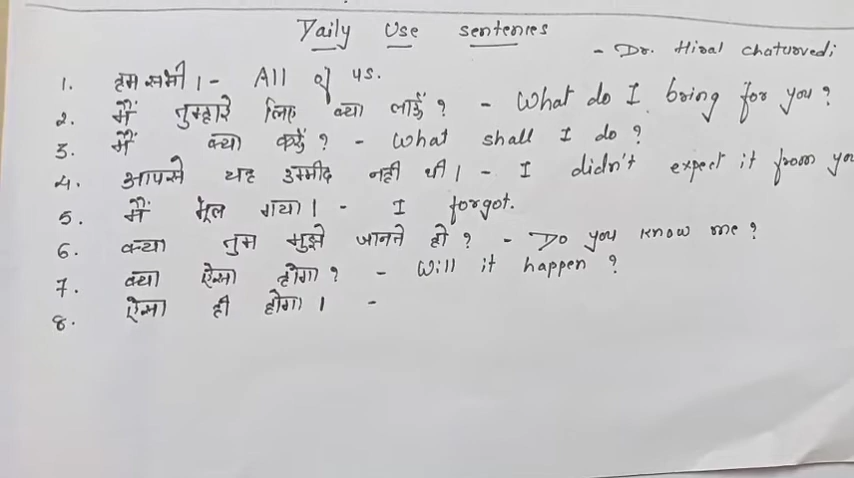 Daily Use sentences
- Dr. Hiral chaturvedi
1. हम सभी। - All of us.
2. मैं तुम्हारे लिए क्या लाऊँ? - What do I bring for you?
3. मैं क्या करूँ? - What shall I do?
4. आपसे यह उम्मीद नहीं थी। - I didn't expect it from you
5. मैं भूल गया। - I forgot.
6. क्या तुम मुझे जानते हो? - Do you know me?
7. क्या ऐसा होगा? - Will it happen?
8. ऐसा ही होगा। -